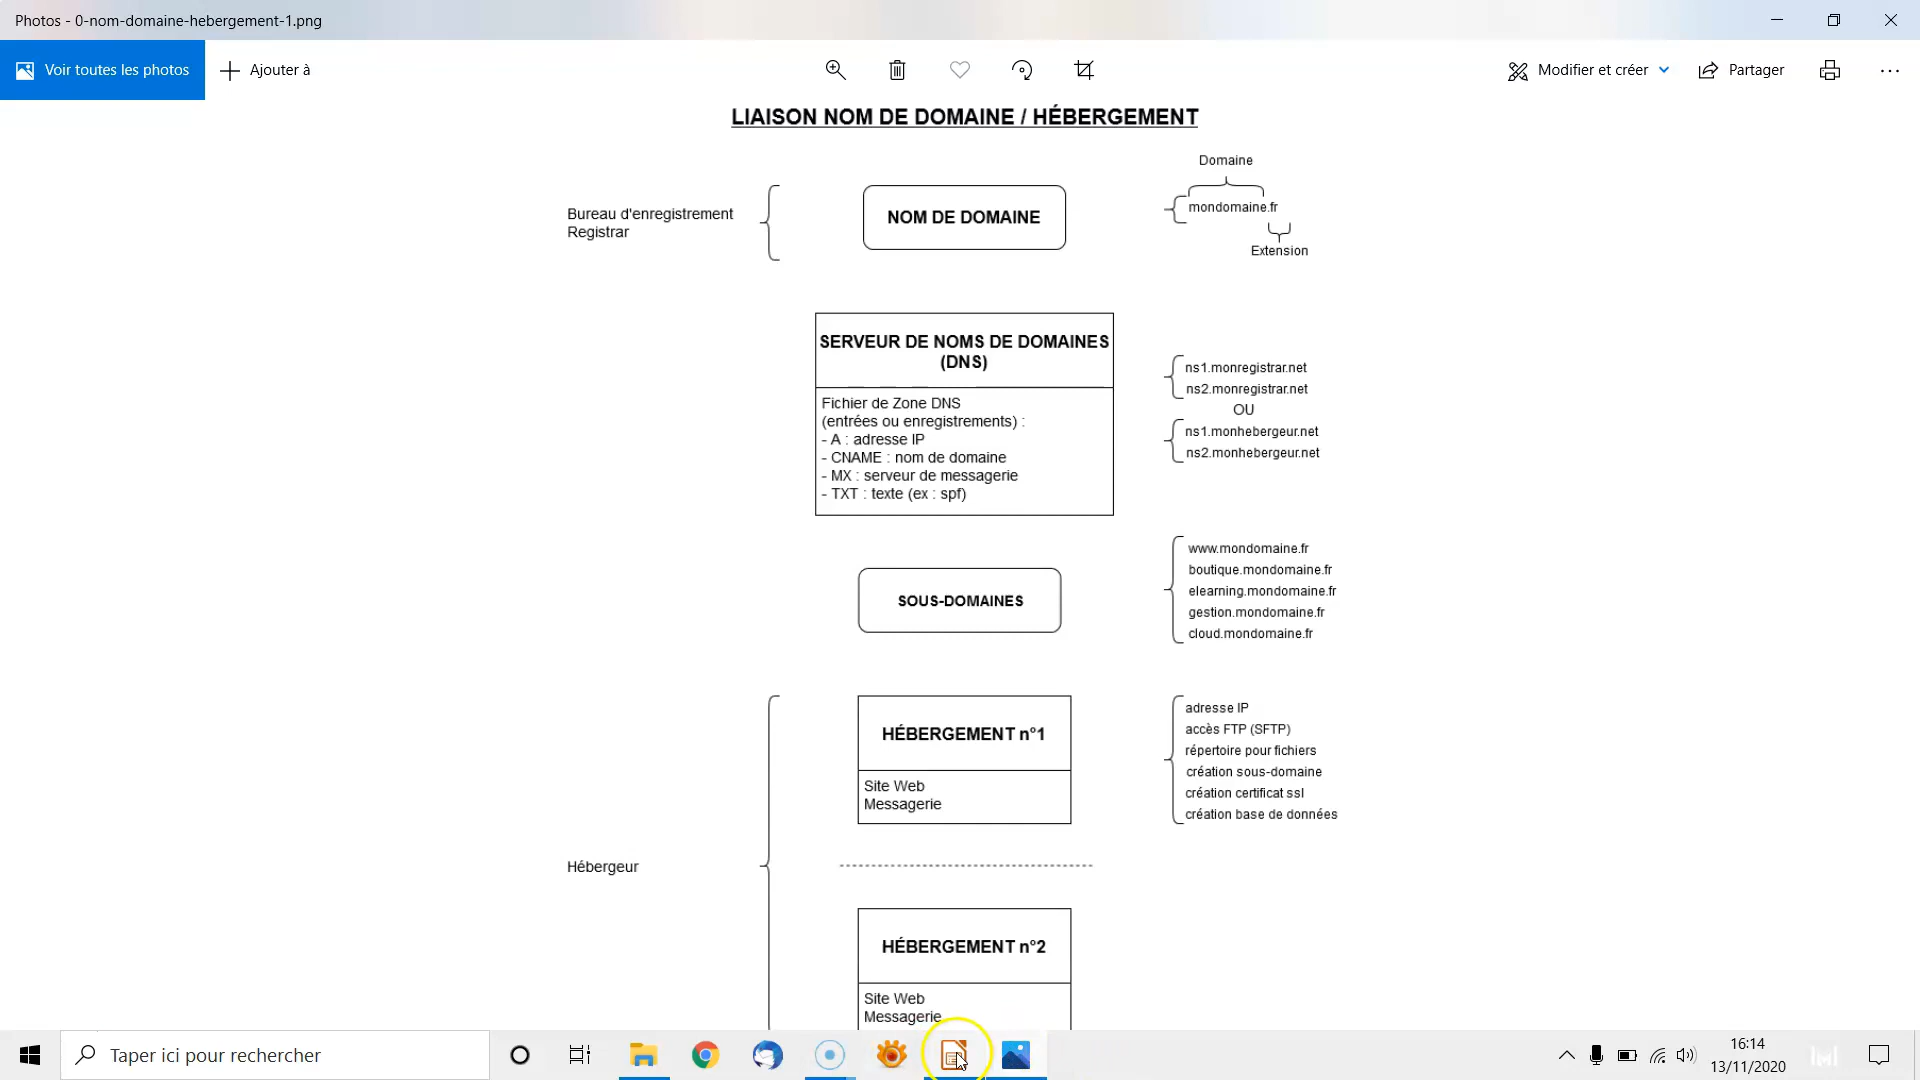 Photos - 0-nom-domaine-hebergement-1.png
Voir toutes les photos
Ajouter à
Modifier et créer
Partager
LIAISON NOM DE DOMAINE / HÉBERGEMENT
Bureau d'enregistrement
Registrar
NOM DE DOMAINE
Domaine
mondomaine.fr
Extension
SERVEUR DE NOMS DE DOMAINES
(DNS)
Fichier de Zone DNS
(entrées ou enregistrements) :
- A : adresse IP
- CNAME : nom de domaine
- MX : serveur de messagerie
- TXT : texte (ex : spf)
ns1.monregistrar.net
ns2.monregistrar.net
OU
ns1.monhebergeur.net
ns2.monhebergeur.net
SOUS-DOMAINES
www.mondomaine.fr
boutique.mondomaine.fr
elearning.mondomaine.fr
gestion.mondomaine.fr
cloud.mondomaine.fr
Hébergeur
HÉBERGEMENT n°1
Site Web
Messagerie
adresse IP
accès FTP (SFTP)
répertoire pour fichiers
création sous-domaine
création certificat ssl
création base de données
HÉBERGEMENT n°2
Site Web
Messagerie
Taper ici pour rechercher
16:14
13/11/2020